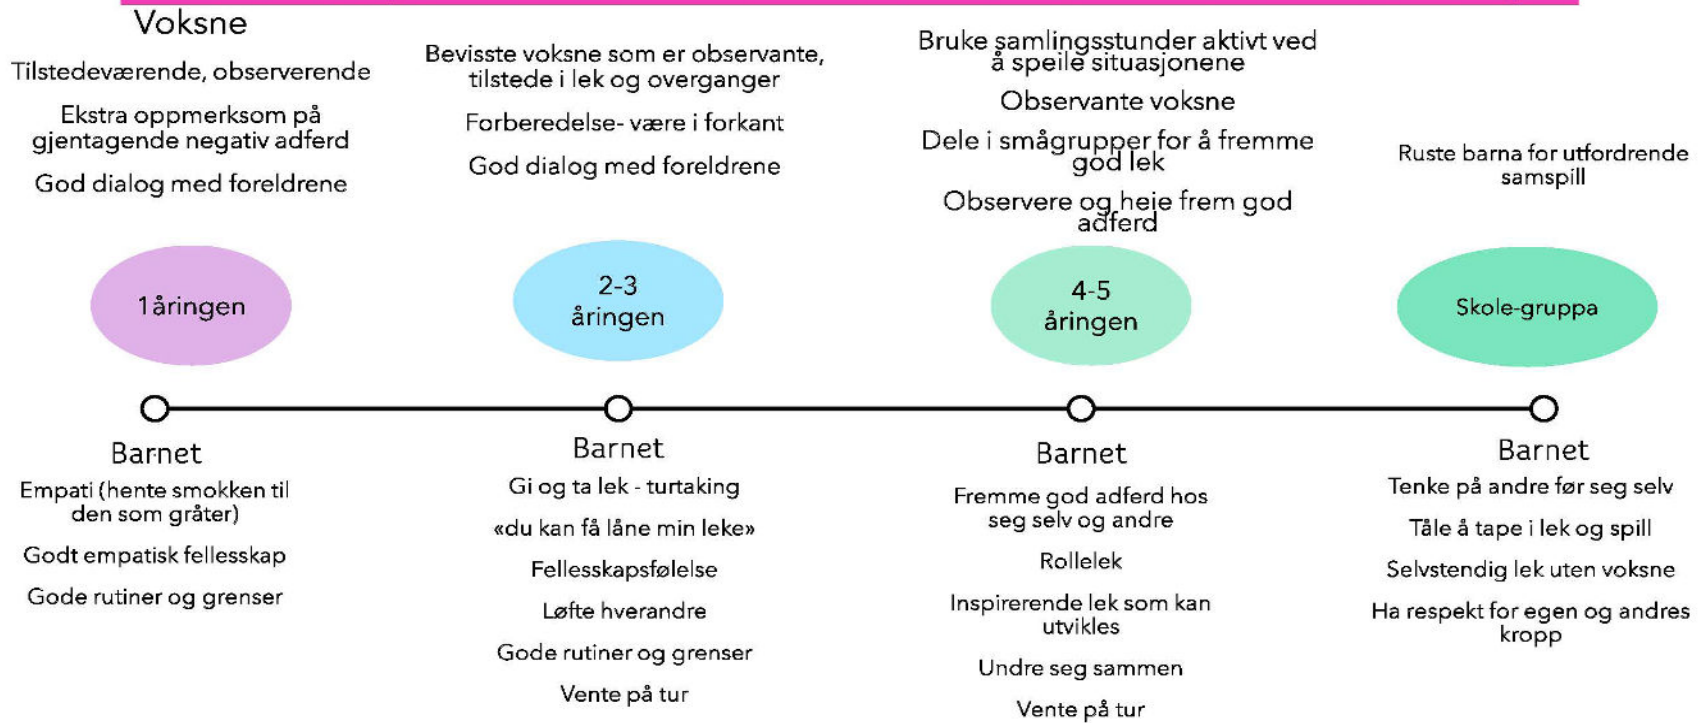 Voksne
Tilstedeværende, observerende
Ekstra oppmerksom på
gjentagende negativ adferd
God dialog med foreldrene
Bevisste voksne som er observante,
tilstede i lek og overganger
Forberedelse- være i forkant
God dialog med foreldrene
Bruke samlingsstunder aktivt ved
å speile situasjonene
Observante voksne
Dele i smågrupper for å fremme
god lek
Observere og heie frem god
adferd
Ruste barna for utfordrende
samspill
1åringen
2-3
åringen
4-5
åringen
Skole-gruppa
Barnet
Empati (hente smokken til
den som gråter)
Godt empatisk fellesskap
Gode rutiner og grenser
Barnet
Gi og ta lek - turtaking
«du kan få låne min leke»
Fellesskapsfølelse
Løfte hverandre
Gode rutiner og grenser
Vente på tur
Barnet
Fremme god adferd hos
seg selv og andre
Rollelek
Inspirerende lek som kan
utvikles
Undre seg sammen
Vente på tur
Barnet
Tenke på andre før seg selv
Tåle å tape i lek og spill
Selvstendig lek uten voksne
Ha respekt for egen og andres
kropp